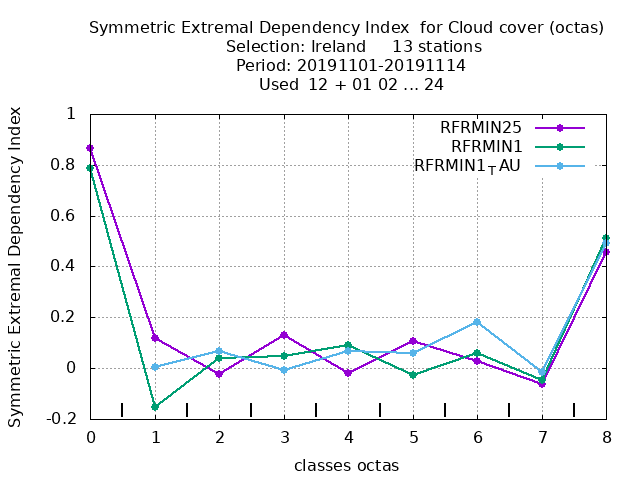 Symmetric Extremal Dependency Index for Cloud cover (octas)
Selection: Ireland 13 stations
Period: 20191101-20191114
Used 12 + 01 02 ... 24
Symmetric Extremal Dependency Index
1
0.8
0.6
0.4
0.2
0
-0.2
RFRMIN25
RFRMIN1
RFRMIN1TAU
0 1 2 3 4 5 6 7 8
classes octas